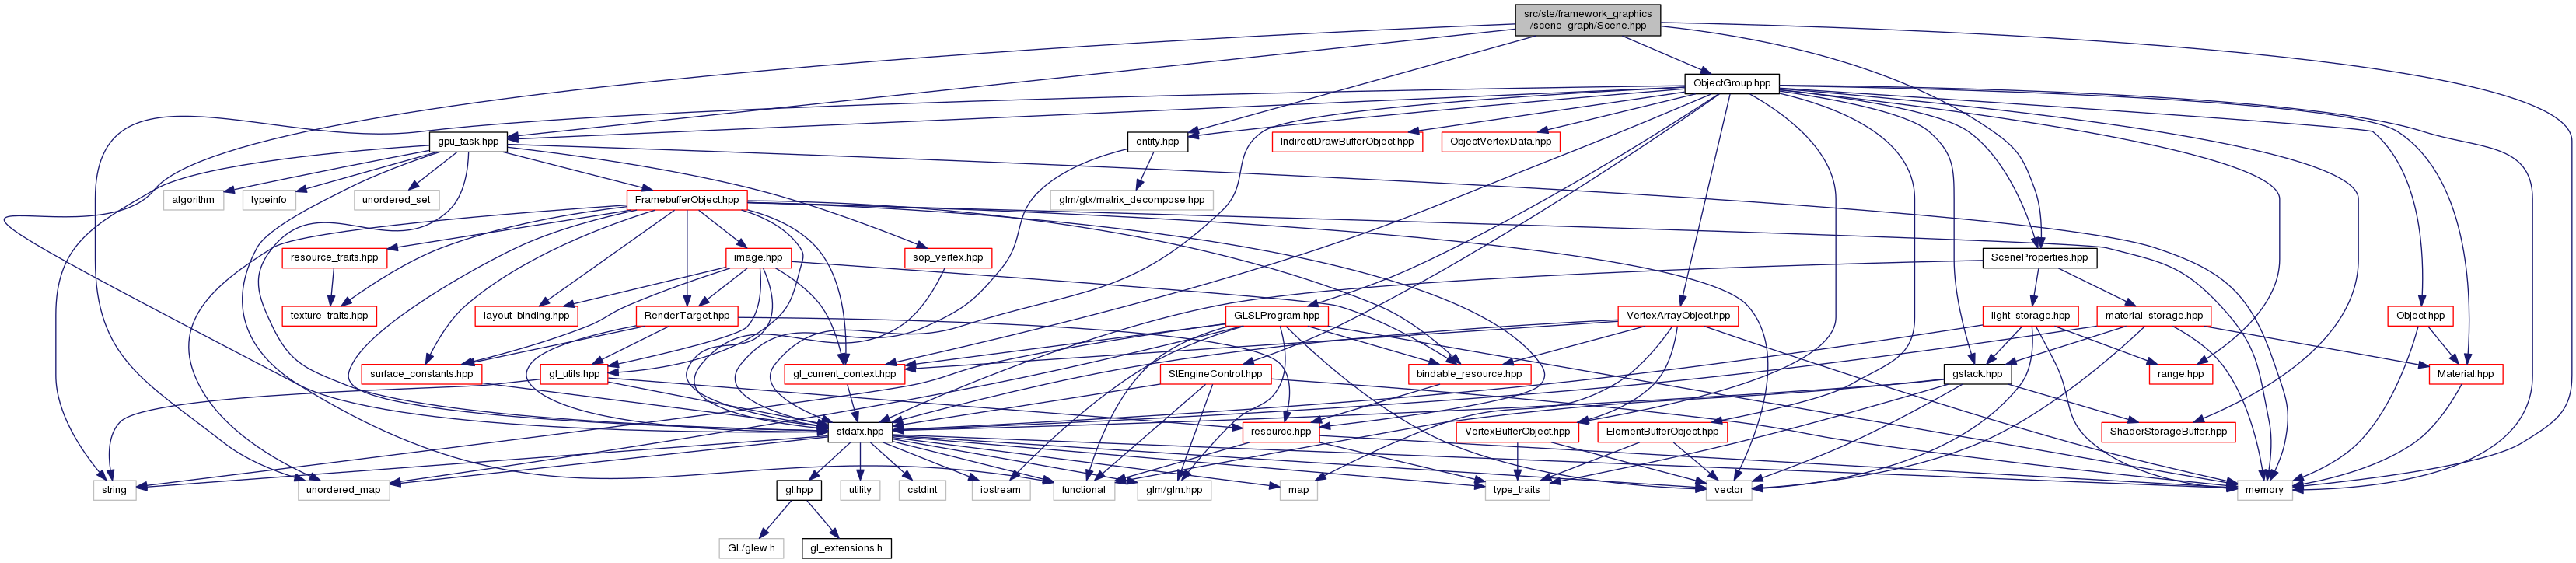 src/ste/framework_graphics
/scene_graph/Scene.hpp
ObjectGroup.hpp
gpu_task.hpp
entity.hpp
IndirectDrawBufferObject.hpp
ObjectVertexData.hpp
algorithm
typeinfo
unordered_set
FramebufferObject.hpp
glm/gtx/matrix_decompose.hpp
resource_traits.hpp
image.hpp
sop_vertex.hpp
SceneProperties.hpp
texture_traits.hpp
layout_binding.hpp
RenderTarget.hpp
GLSLProgram.hpp
VertexArrayObject.hpp
light_storage.hpp
material_storage.hpp
Object.hpp
surface_constants.hpp
gl_utils.hpp
gl_current_context.hpp
StEngineControl.hpp
bindable_resource.hpp
gstack.hpp
range.hpp
Material.hpp
stdafx.hpp
resource.hpp
VertexBufferObject.hpp
ElementBufferObject.hpp
ShaderStorageBuffer.hpp
string
unordered_map
gl.hpp
utility
cstdint
iostream
functional
glm/glm.hpp
map
type_traits
vector
memory
GL/glew.h
gl_extensions.h